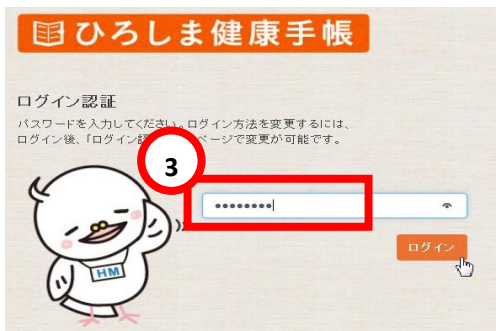 ひろしま健康手帳
ログイン認証
パスワードを入力してください。ログイン方法を変更するには、
ログイン後、「ログイン ページで変更が可能です。
3
••••••••
ログイン
HM